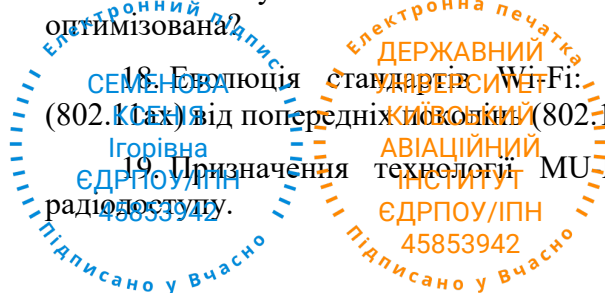 оптимізована?
18. Еволюція стандартів Wi-Fi:
(802.11ax) від попередніх поколінь (802.1
19. Призначення технології MU-
радіодоступу.
Електронний підпис
СЕМЕНОВА
КСЕНІЯ
Ігорівна
ЄДРПОУ/ІПН
45853942
Підписано у Вчасно
Електронна печатка
ДЕРЖАВНИЙ
УНІВЕРСИТЕТ
КИЇВСЬКИЙ
АВІАЦІЙНИЙ
ІНСТИТУТ
ЄДРПОУ/ІПН
45853942
Підписано у Вчасно